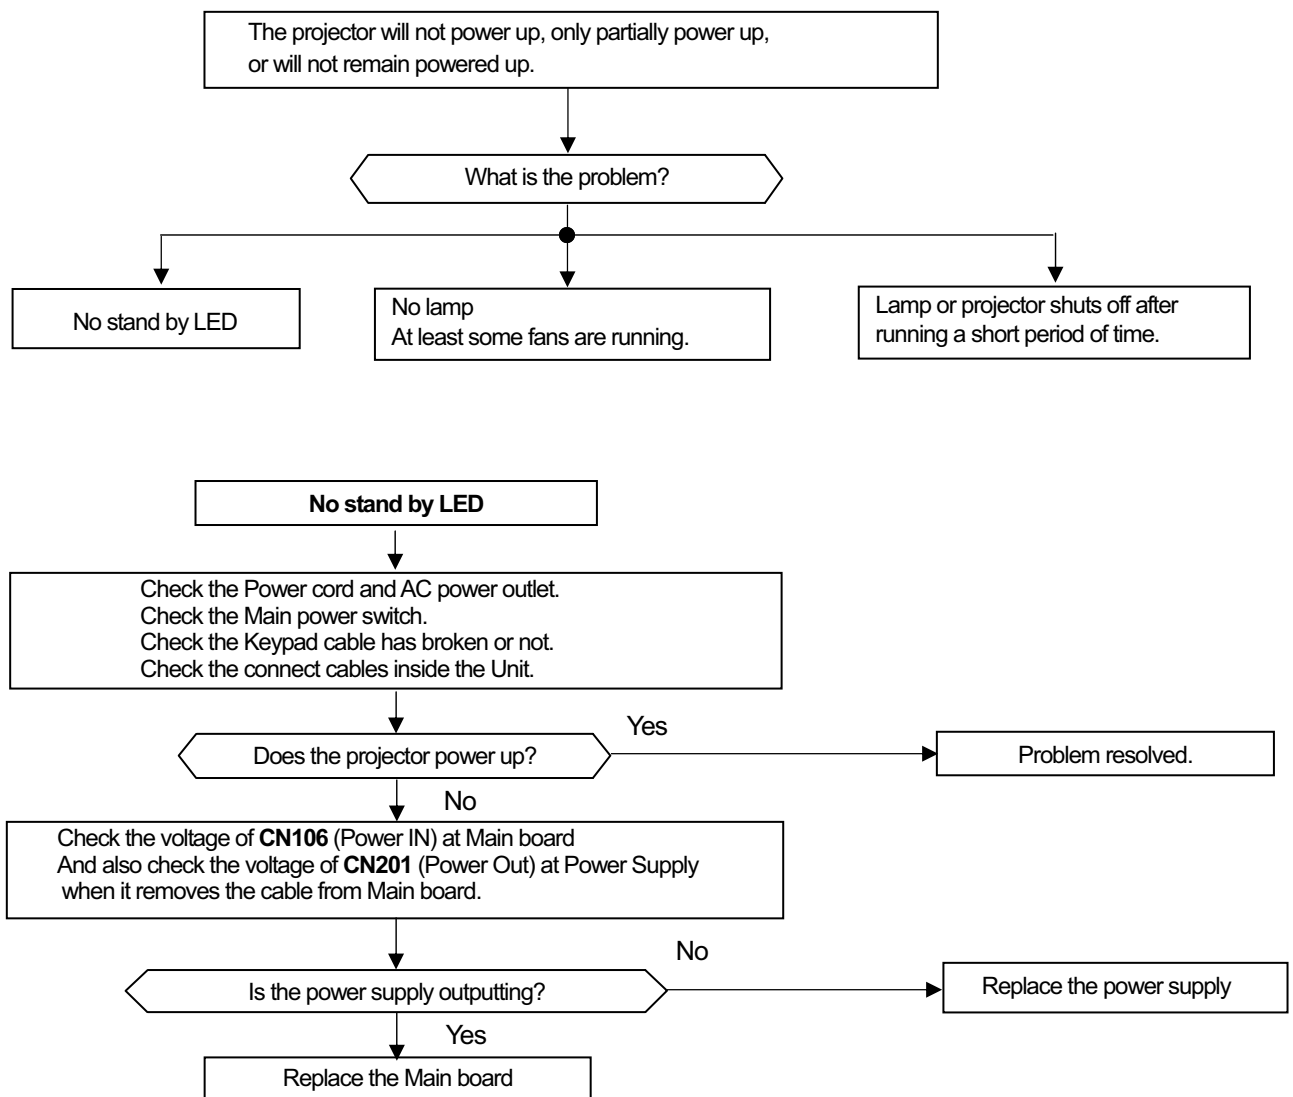 The projector will not power up, only partially power up,
or will not remain powered up.
What is the problem?
No stand by LED
No lamp
At least some fans are running.
Lamp or projector shuts off after
running a short period of time.
No stand by LED
Check the Power cord and AC power outlet.
Check the Main power switch.
Check the Keypad cable has broken or not.
Check the connect cables inside the Unit.
Does the projector power up?
Yes
Problem resolved.
No
Check the voltage of CN106 (Power IN) at Main board
And also check the voltage of CN201 (Power Out) at Power Supply
when it removes the cable from Main board.
Is the power supply outputting?
No
Replace the power supply
Yes
Replace the Main board